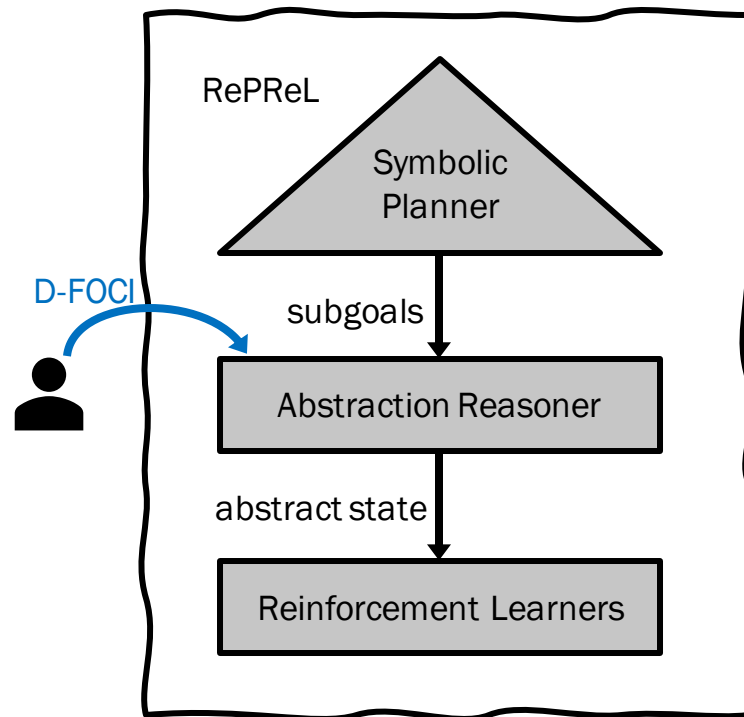 RePReL
Symbolic
Planner
D-FOCI
subgoals
Abstraction Reasoner
abstract state
Reinforcement Learners